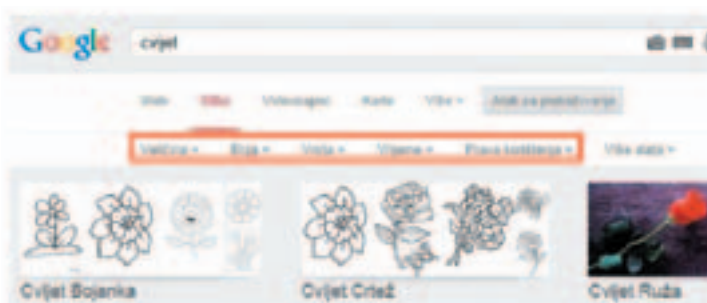 Google cvijet
Web Slike Videozapisi Karte Više Alati za pretraživanje
Veličina Boja Vrsta Vrijeme Prava korištenja Više alata
Cvijet Bojanka Cvijet Crtež Cvijet Ruža